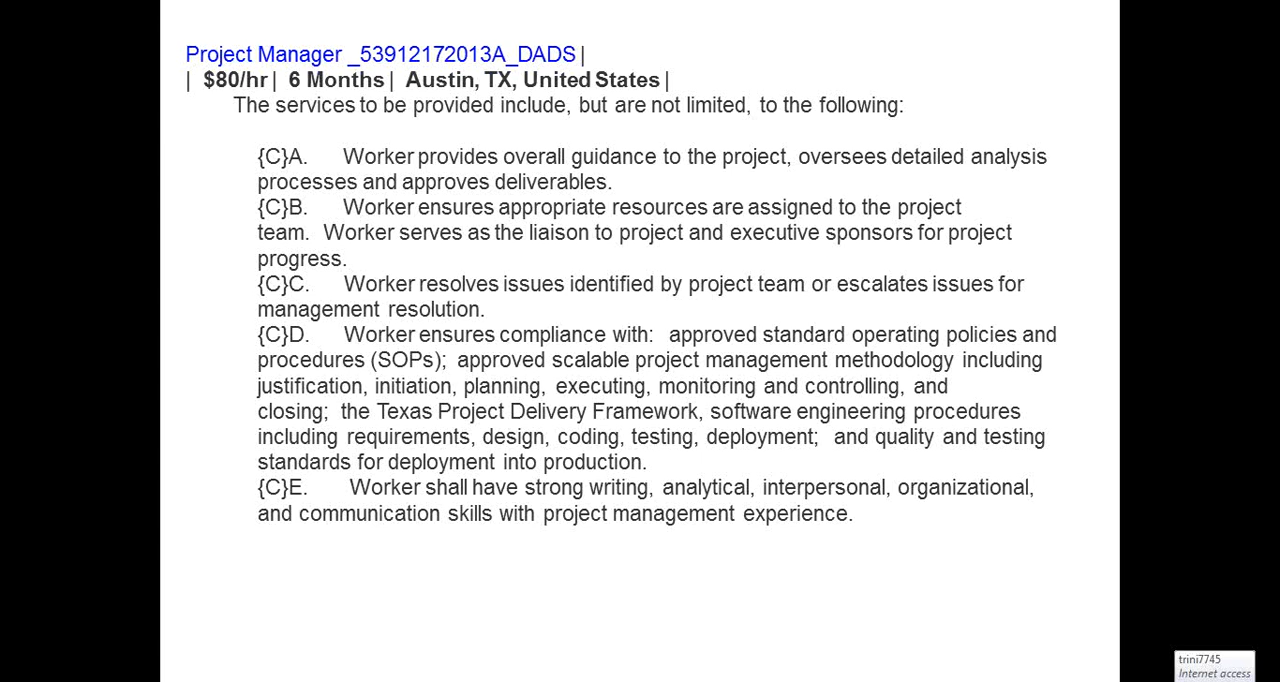 Project Manager _53912172013A_DADS |
| $80/hr | 6 Months | Austin, TX, United States |
The services to be provided include, but are not limited, to the following:
{C}A. Worker provides overall guidance to the project, oversees detailed analysis
processes and approves deliverables.
{C}B. Worker ensures appropriate resources are assigned to the project
team. Worker serves as the liaison to project and executive sponsors for project
progress.
{C}C. Worker resolves issues identified by project team or escalates issues for
management resolution.
{C}D. Worker ensures compliance with: approved standard operating policies and
procedures (SOPs); approved scalable project management methodology including
justification, initiation, planning, executing, monitoring and controlling, and
closing; the Texas Project Delivery Framework, software engineering procedures
including requirements, design, coding, testing, deployment; and quality and testing
standards for deployment into production.
{C}E. Worker shall have strong writing, analytical, interpersonal, organizational,
and communication skills with project management experience.
trini7745
Internet access